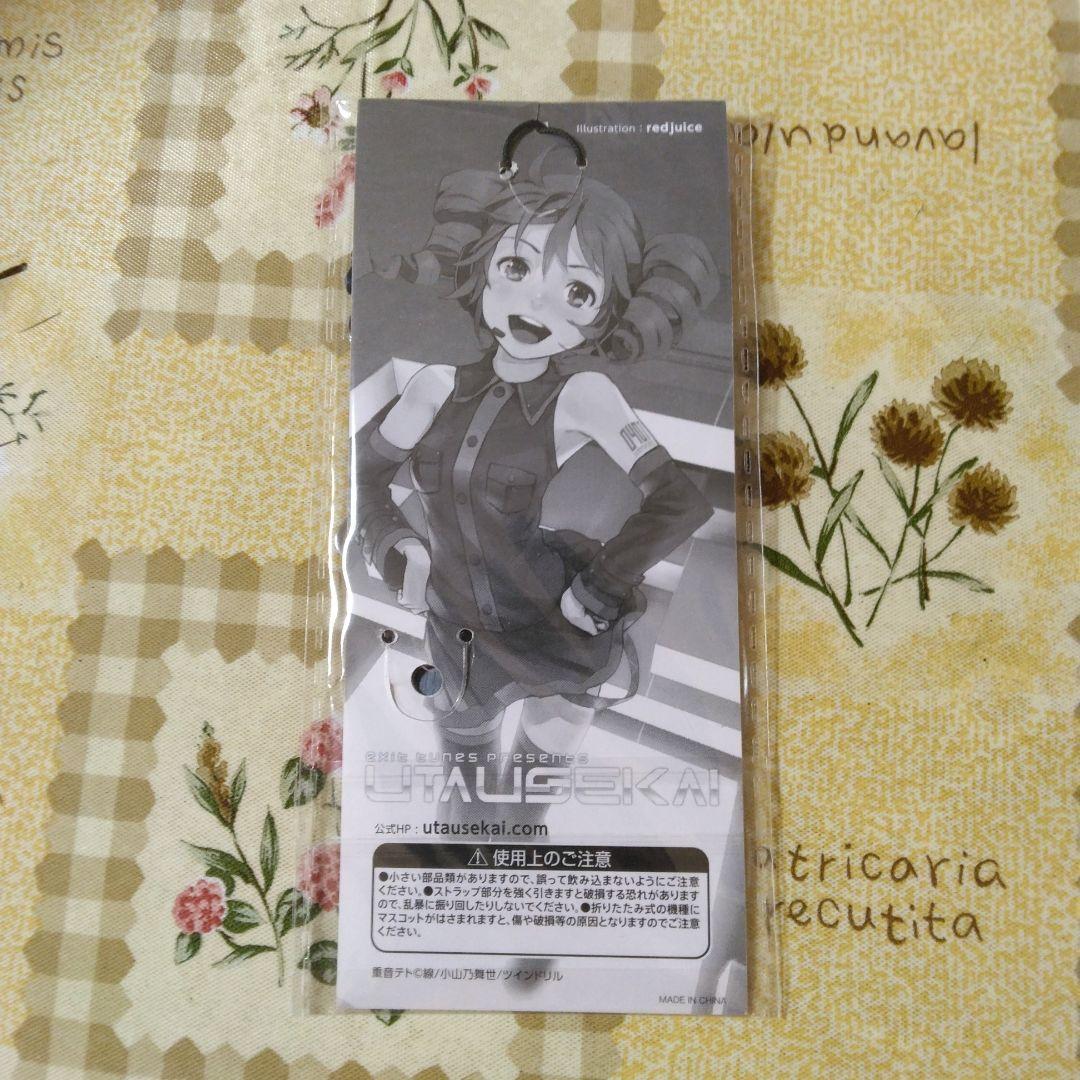 mis
is
Illustration : redjuice
lavandula
0401
exit tunes presents
UTAUSEKAI
公式HP : utausekai.com
⚠ 使用上のご注意
●小さい部品類がありますので、誤って飲み込まないようにご注意
ください。●ストラップ部分を強く引きますと破損する恐れがあります
ので、乱暴に振り回したりしないでください。●折りたたみ式の機種に
マスコットがはさまれますと、傷や破損等の原因となりますのでご注意
ください。
重音テト©線/小山乃舞世/ツインドリル
MADE IN CHINA
tricaria
recutita